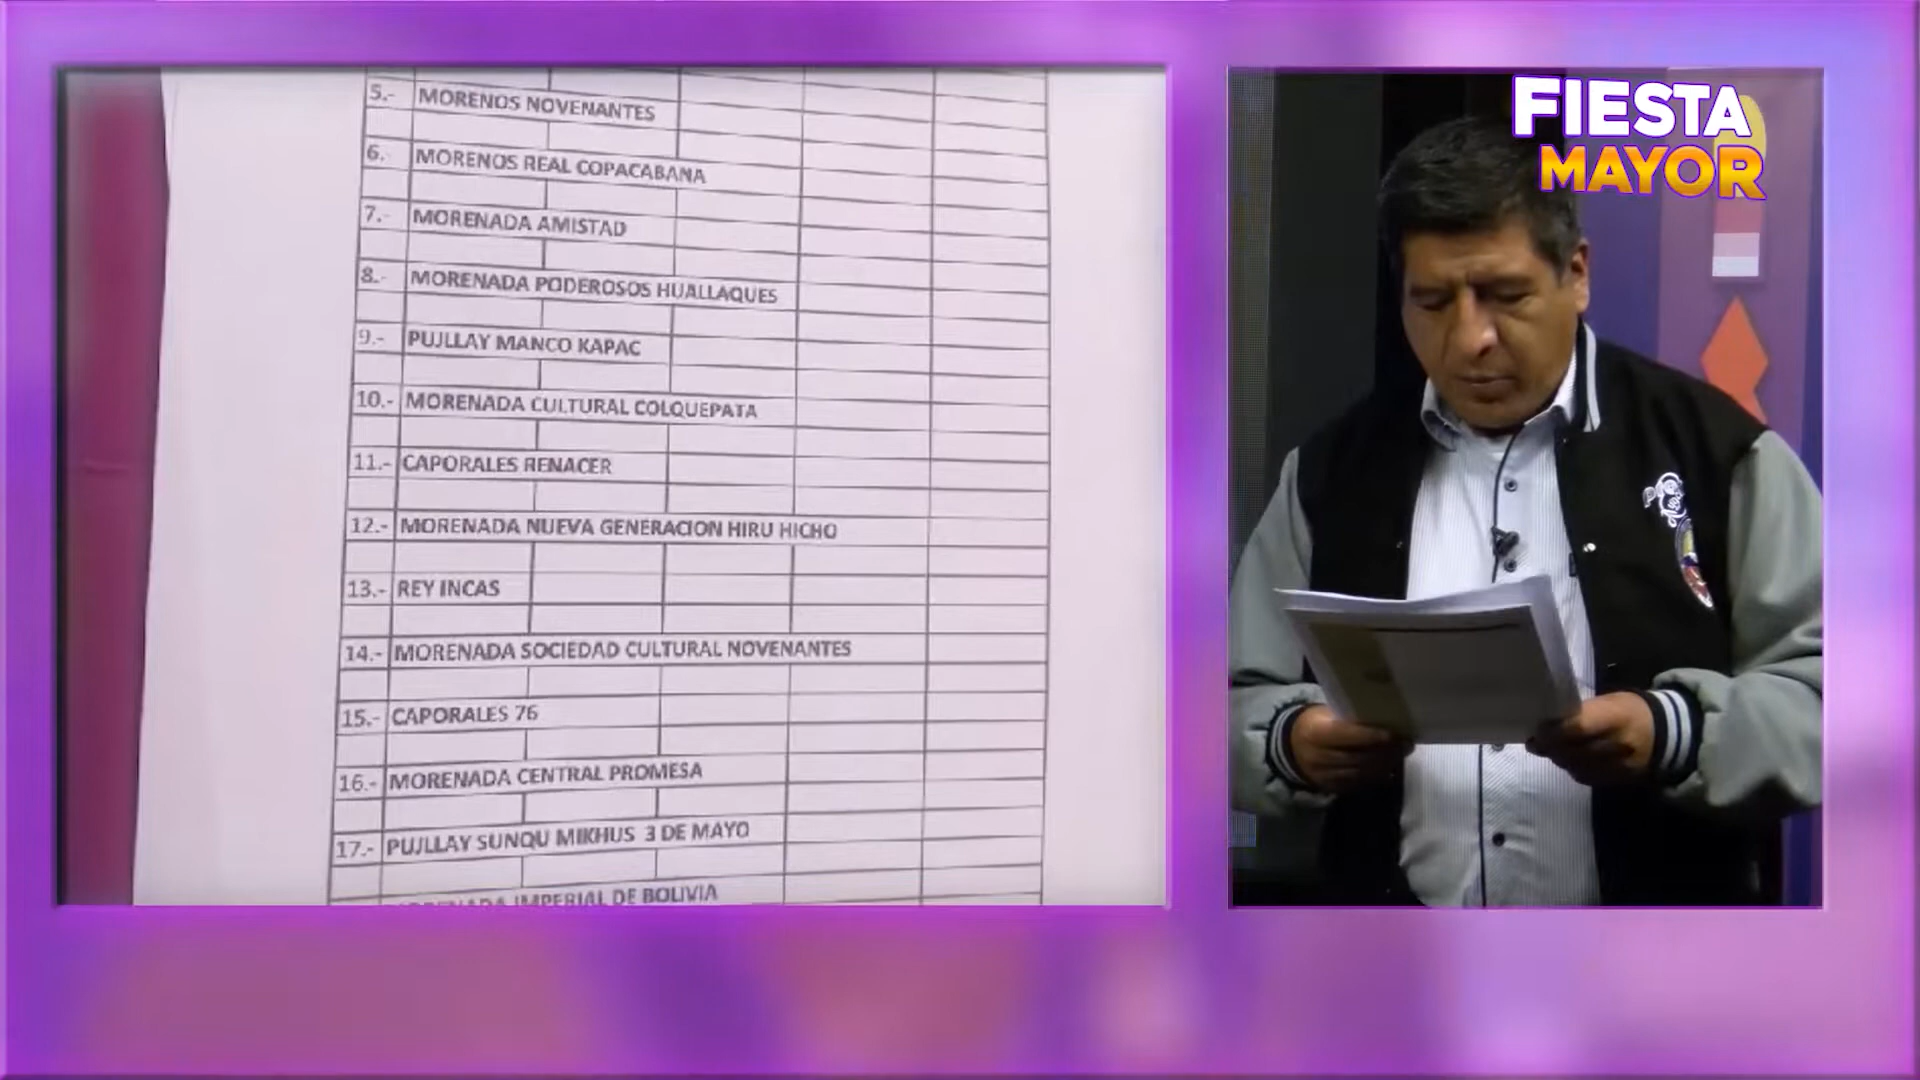 5.- MORENOS NOVENANTES
6.- MORENOS REAL COPACABANA
7.- MORENADA AMISTAD
8.- MORENADA PODEROSOS HUALLAQUES
9.- PUJLLAY MANCO KAPAC
10.- MORENADA CULTURAL COLQUEPATA
11.- CAPORALES RENACER
12.- MORENADA NUEVA GENERACION HIRU HICHO
13.- REY INCAS
14.- MORENADA SOCIEDAD CULTURAL NOVENANTES
15.- CAPORALES 76
16.- MORENADA CENTRAL PROMESA
17.- PUJLLAY SUNQU MIKHUS 3 DE MAYO
IMPERIAL DE BOLIVIA
FIESTA
MAYOR